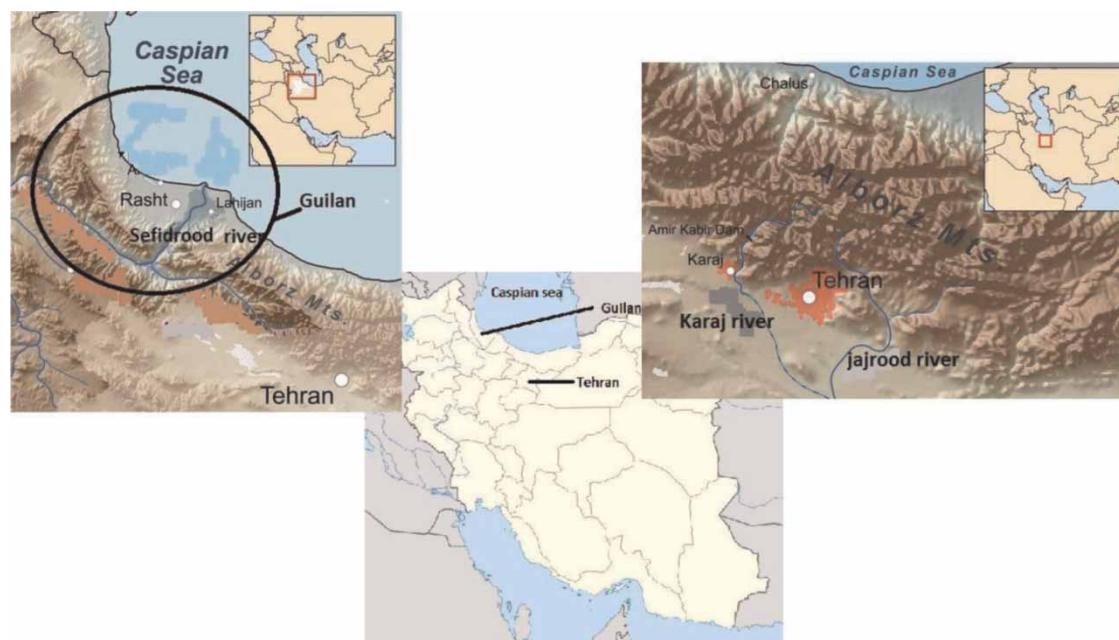 Caspian
Sea
Rasht
Lahijan
Guilan
Sefidrood river
Alborz Mts.
Tehran
Caspian sea
Guilan
Tehran
Caspian Sea
Chalus
Alborz Mts.
Amir Kabir Dam
Karaj
Tehran
Karaj river
jajrood river